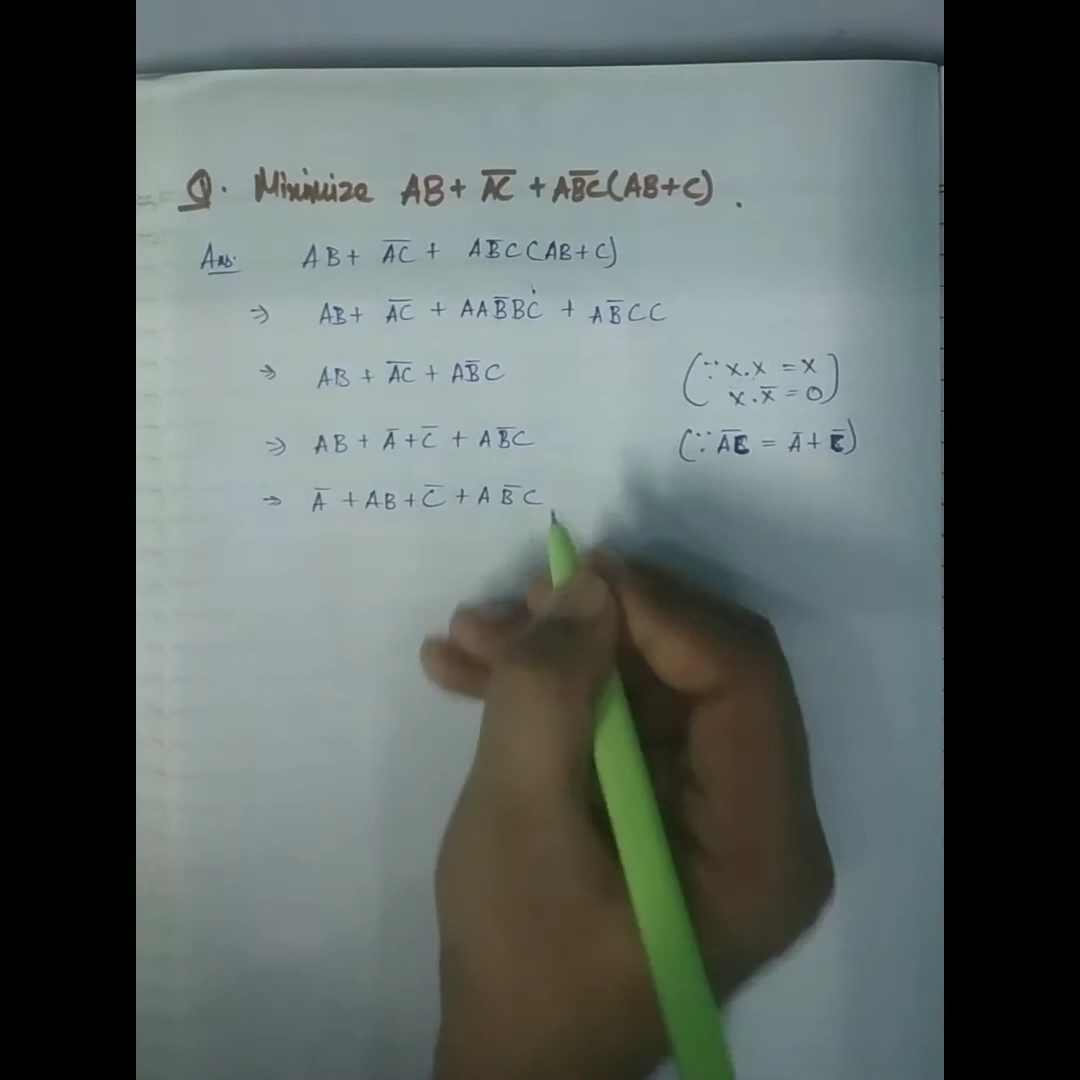 Q. Minimize AB + A̅C̅ + AB̅C(AB+C).
Ans. AB + A̅C̅ + AB̅C(AB+C)
⇒ AB + A̅C̅ + AAB̅BC + AB̅CC
⇒ AB + A̅C̅ + AB̅C
(∵ x.x = x
x.x̅ = 0)
⇒ AB + A̅ + C̅ + AB̅C
(∵ A̅C̅ = A̅ + C̅)
⇒ A̅ + AB + C̅ + AB̅C